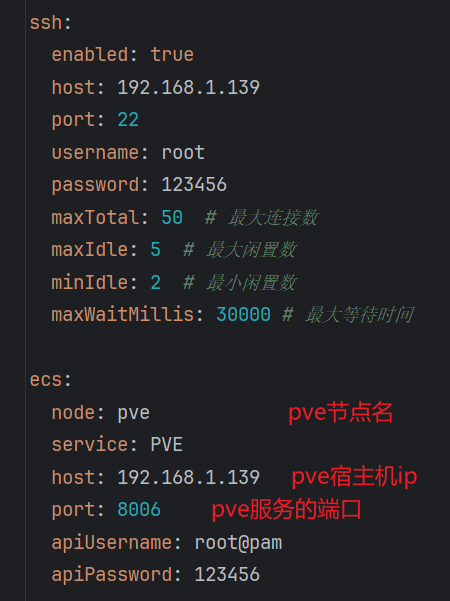 ssh:
enabled: true
host: 192.168.1.139
port: 22
username: root
password: 123456
maxTotal: 50  # 最大连接数
maxIdle: 5  # 最大闲置数
minIdle: 2  # 最小闲置数
maxWaitMillis: 30000 # 最大等待时间
ecs:
node: pve pve节点名
service: PVE
host: 192.168.1.139 pve宿主机ip
port: 8006 pve服务的端口
apiUsername: root@pam
apiPassword: 123456